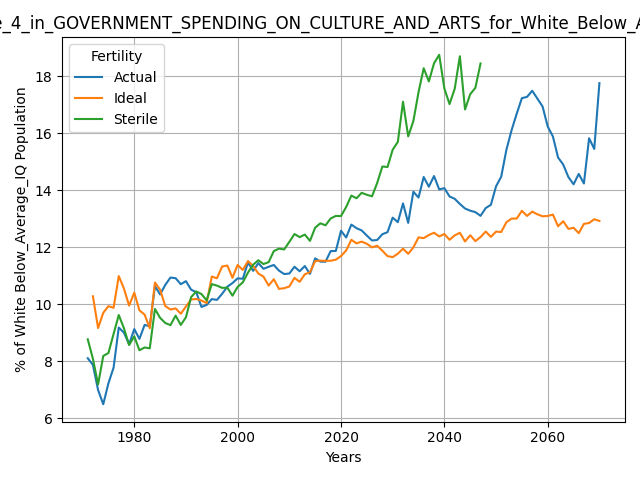 e_4_in_GOVERNMENT_SPENDING_ON_CULTURE_AND_ARTS_for_White_Below_A
Fertility
Actual
Ideal
Sterile
% of White Below_Average_IQ Population
18
16
14
12
10
8
6
1980
2000
2020
2040
2060
Years